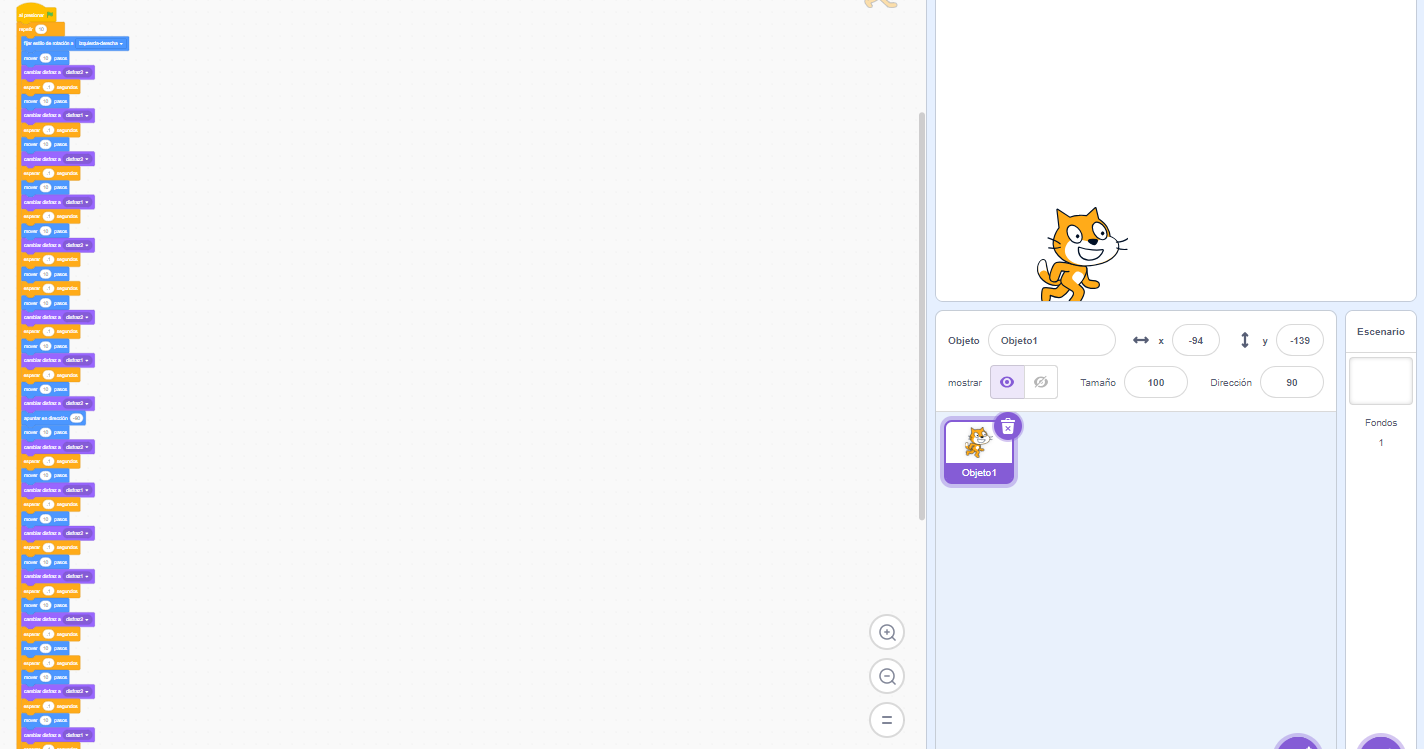 al presionar
repetir 10
fijar estilo de rotación a izquierda-derecha
mover 10 pasos
cambiar disfraz a disfraz2
esperar .1 segundos
mover 10 pasos
cambiar disfraz a disfraz1
esperar .1 segundos
mover 10 pasos
cambiar disfraz a disfraz2
esperar .1 segundos
mover 10 pasos
cambiar disfraz a disfraz1
esperar .1 segundos
mover 10 pasos
cambiar disfraz a disfraz2
esperar .1 segundos
mover 10 pasos
esperar .1 segundos
mover 10 pasos
cambiar disfraz a disfraz2
esperar .1 segundos
mover 10 pasos
cambiar disfraz a disfraz1
esperar .1 segundos
mover 10 pasos
cambiar disfraz a disfraz2
apuntar en dirección -90
mover 10 pasos
cambiar disfraz a disfraz2
esperar .1 segundos
mover 10 pasos
cambiar disfraz a disfraz1
esperar .1 segundos
mover 10 pasos
cambiar disfraz a disfraz2
esperar .1 segundos
mover 10 pasos
cambiar disfraz a disfraz1
esperar .1 segundos
mover 10 pasos
cambiar disfraz a disfraz2
esperar .1 segundos
mover 10 pasos
esperar .1 segundos
mover 10 pasos
cambiar disfraz a disfraz2
esperar .1 segundos
mover 10 pasos
cambiar disfraz a disfraz1
Objeto Objeto1 x -94 y -139
mostrar Tamaño 100 Dirección 90
Objeto1
Escenario
Fondos
1